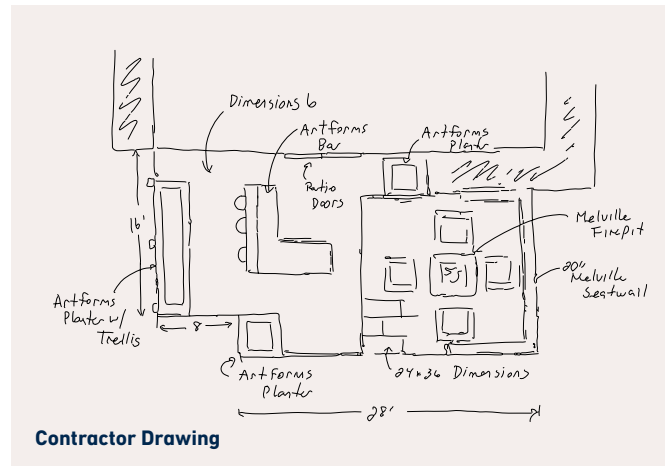 Dimensions 6
Artforms
Bar
Artforms
Planter
Patio
Doors
16'
Melville
Firepit
20"
Melville
Seatwall
Artforms
Planter w/
Trellis
8
Artforms
Planter
24x36 Dimensions
28'
Contractor Drawing